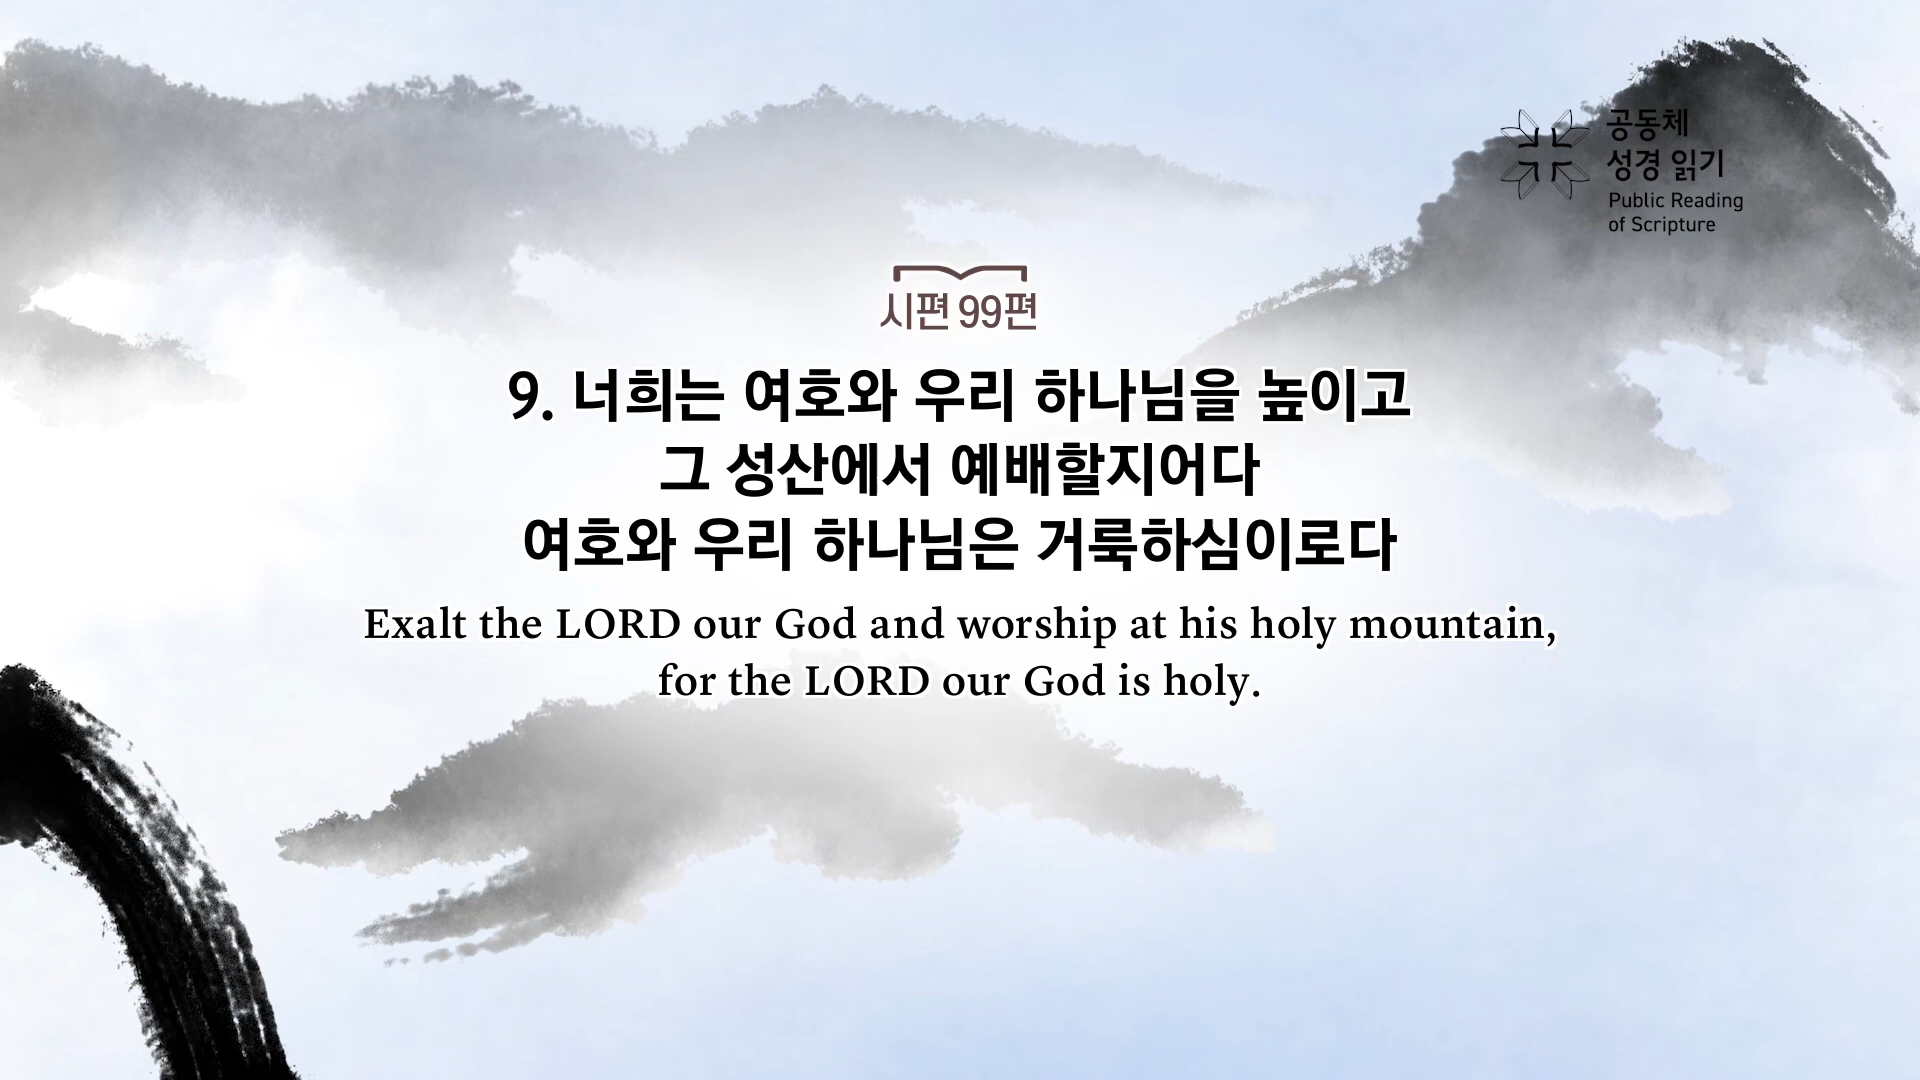 공동체
성경 읽기
Public Reading
of Scripture
시편 99편
9. 너희는 여호와 우리 하나님을 높이고
그 성산에서 예배할지어다
여호와 우리 하나님은 거룩하심이로다
Exalt the LORD our God and worship at his holy mountain,
for the LORD our God is holy.